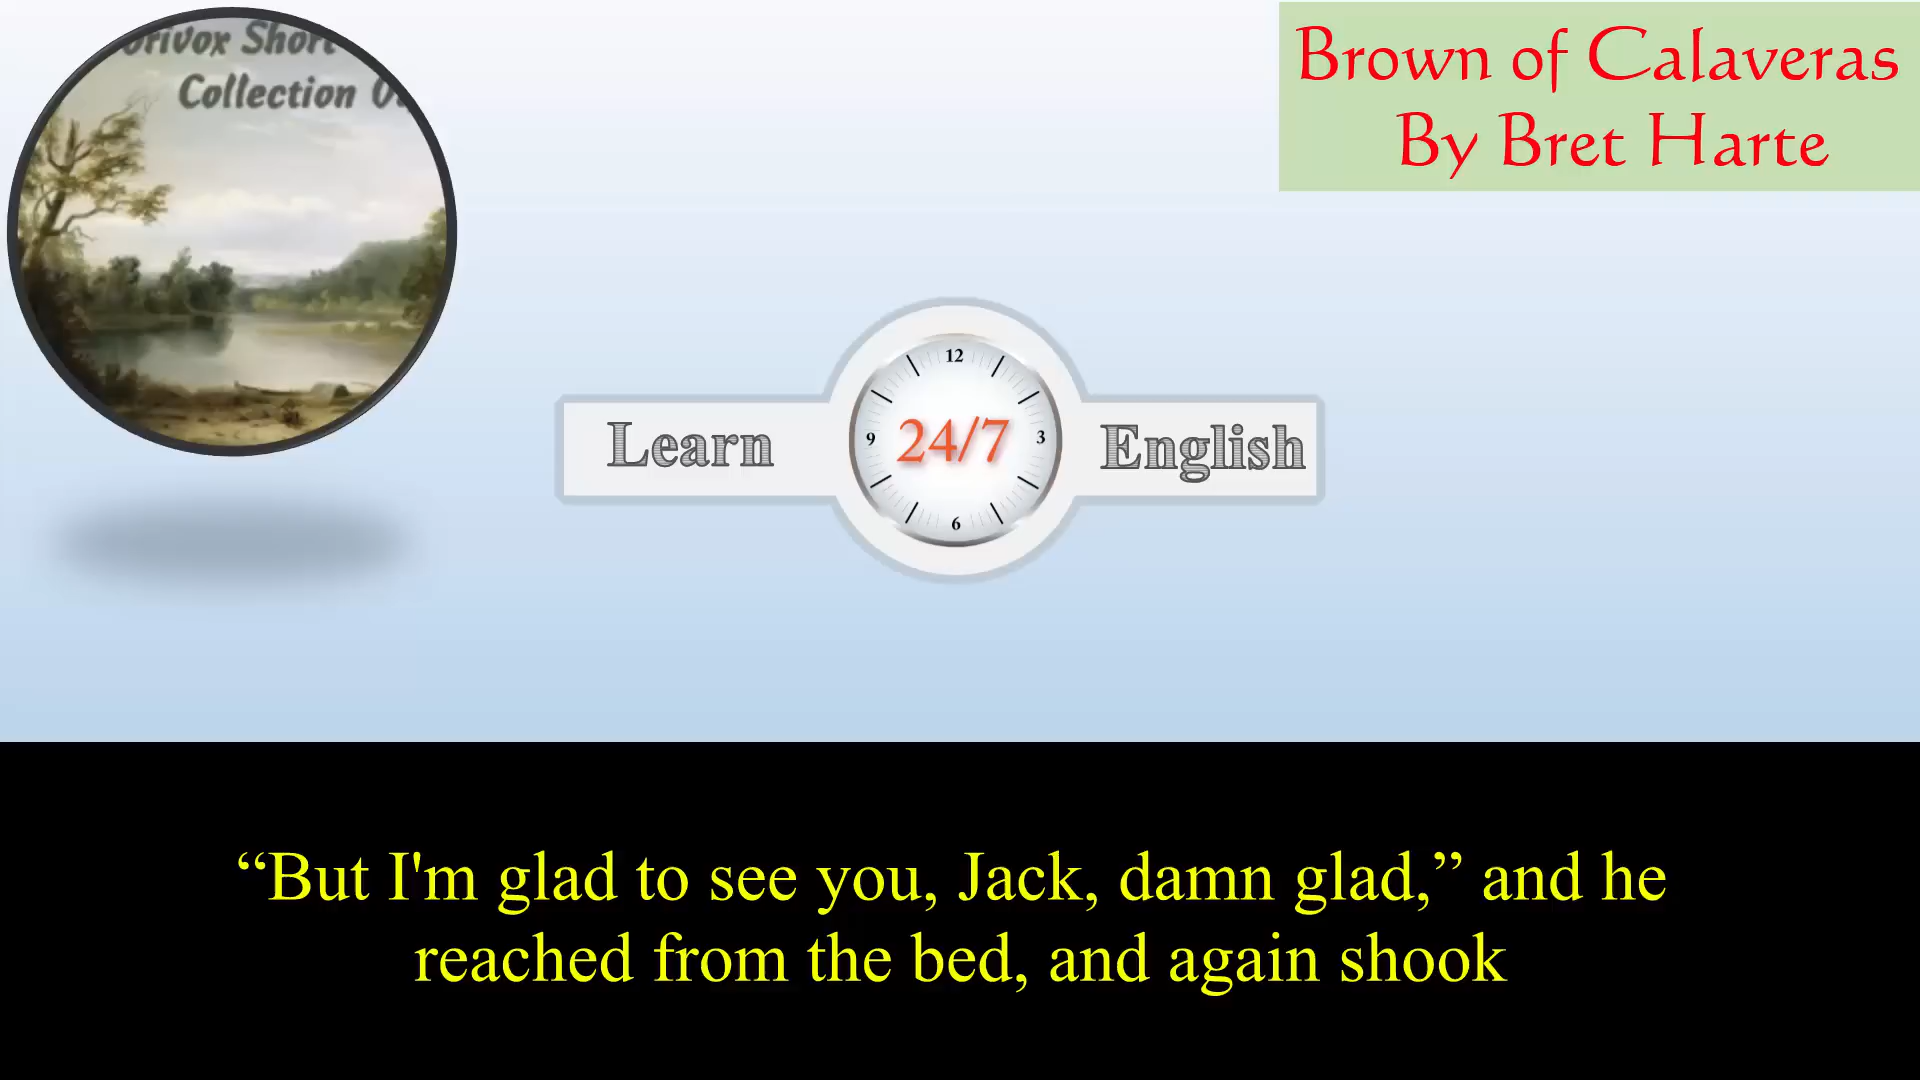 Short
Collection
Brown of Calaveras
By Bret Harte
12
Learn
9
24/7
3
English
6
“But I'm glad to see you, Jack, damn glad,” and he
reached from the bed, and again shook